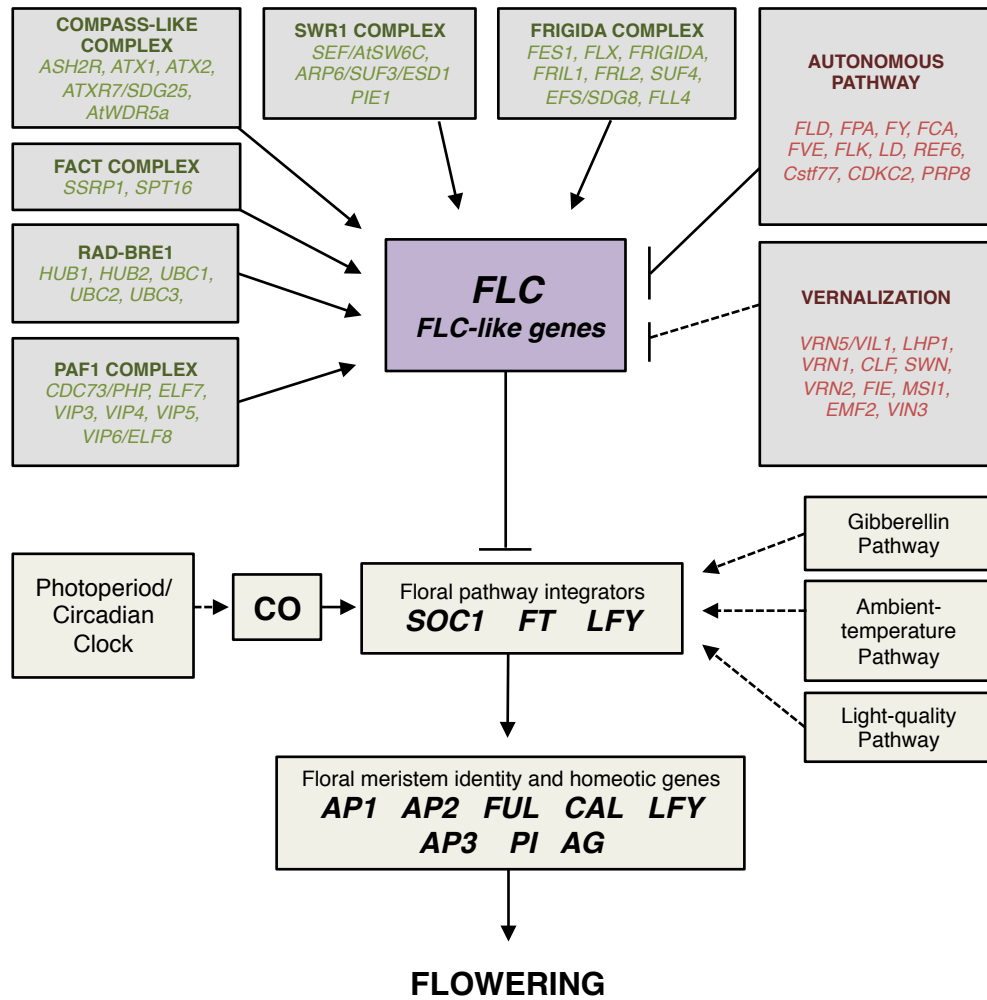 COMPASS-LIKE
COMPLEX
ASH2R, ATX1, ATX2,
ATXR7/SDG25,
AtWDR5a
SWR1 COMPLEX
SEF/AtSW6C,
ARP6/SUF3/ESD1
PIE1
FRIGIDA COMPLEX
FES1, FLX, FRIGIDA,
FRIL1, FRL2, SUF4,
EFS/SDG8, FLL4
AUTONOMOUS
PATHWAY
FLD, FPA, FY, FCA,
FVE, FLK, LD, REF6,
Cstf77, CDKC2, PRP8
FACT COMPLEX
SSRP1, SPT16
RAD-BRE1
HUB1, HUB2, UBC1,
UBC2, UBC3,
PAF1 COMPLEX
CDC73/PHP, ELF7,
VIP3, VIP4, VIP5,
VIP6/ELF8
FLC
FLC-like genes
VERNALIZATION
VRN5/VIL1, LHP1,
VRN1, CLF, SWN,
VRN2, FIE, MSI1,
EMF2, VIN3
Photoperiod/
Circadian
Clock
CO
Floral pathway integrators
SOC1 FT LFY
Gibberellin
Pathway
Ambient-
temperature
Pathway
Light-quality
Pathway
Floral meristem identity and homeotic genes
AP1 AP2 FUL CAL LFY
AP3 PI AG
FLOWERING